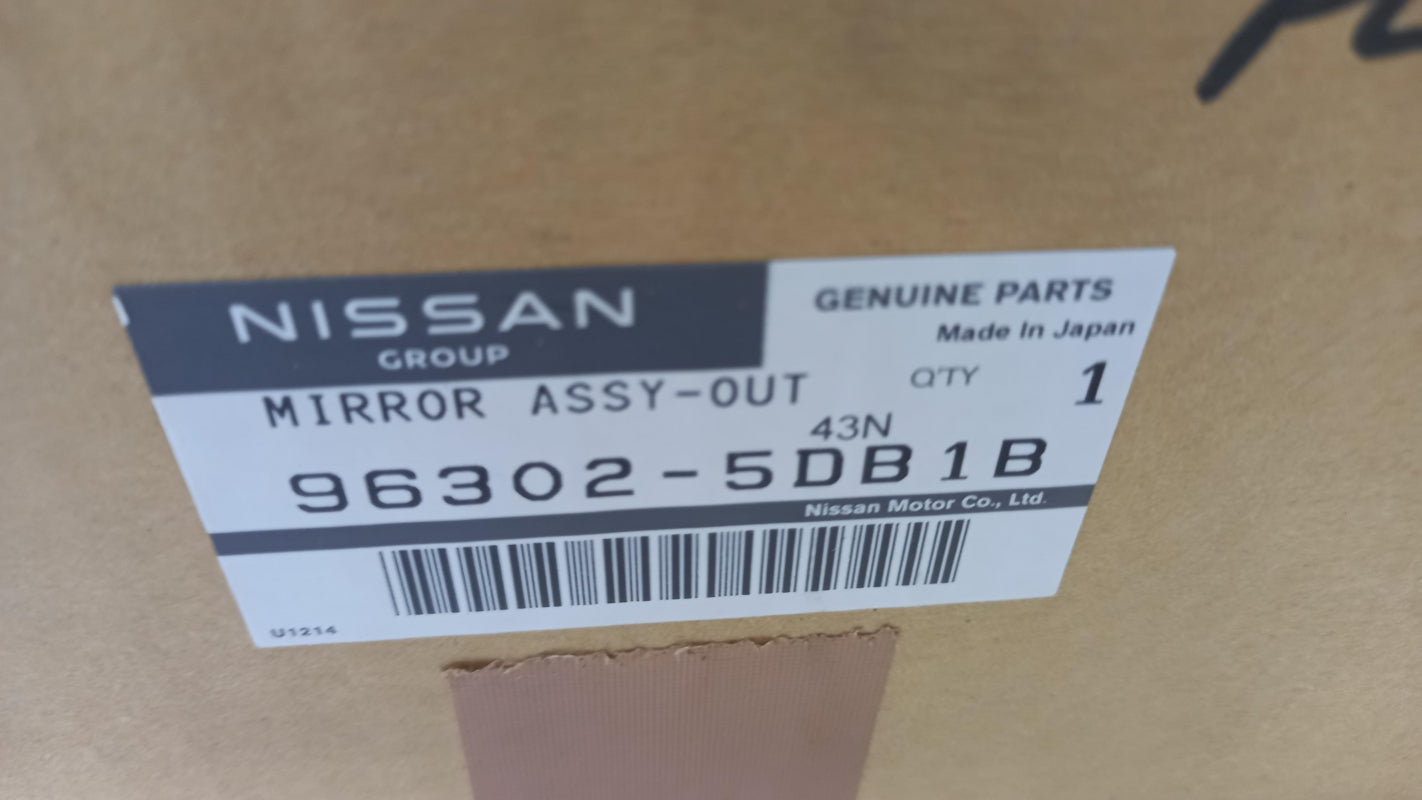 NISSAN
GROUP
GENUINE PARTS
Made In Japan
MIRROR ASSY-OUT
Q'TY 1
43N
96302-5DB1B
Nissan Motor Co., Ltd.
U1214